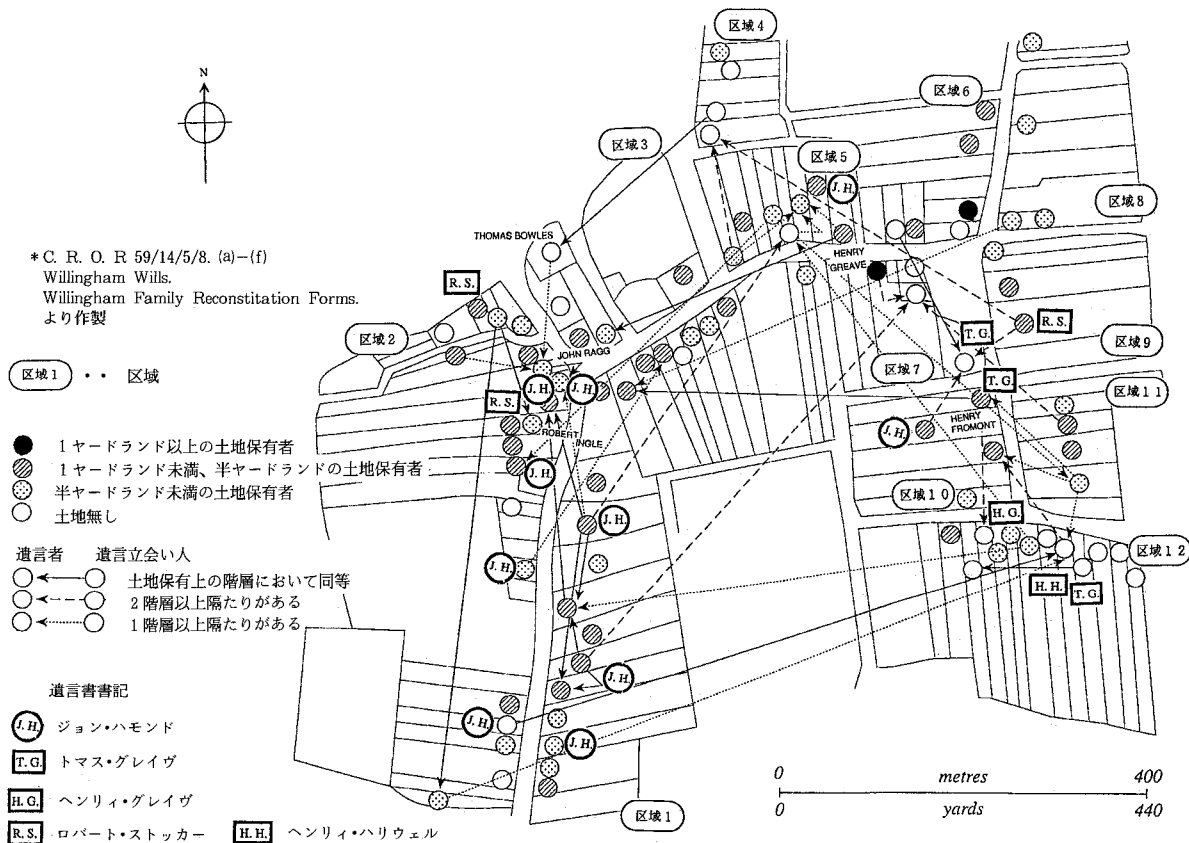 区域4
N
区域6
区域3
区域5
J. H.
区域8
THOMAS BOWLES
HENRY
GREAVE
* C. R. O. R 59/14/5/8. (a)−(f)
Willingham Wills.
Willingham Family Reconstitution Forms.
より作製
R. S.
区域2
R. S.
T. G.
区域9
JOHN RAGG
区域7
区域1 ・・ 区域
J. H.
J. H.
T. G.
区域11
R. S.
HENRY
FROMONT
J. H.
ROBERT
INGLE
● 1ヤードランド以上の土地保有者
1ヤードランド未満、半ヤードランドの土地保有者
半ヤードランド未満の土地保有者
○ 土地無し
J. H.
区域10
H. G.
J. H.
区域12
遺言者 遺言立会い人
土地保有上の階層において同等
2階層以上隔たりがある
1階層以上隔たりがある
J. H.
H. H.
T. G.
遺言書書記
J. H.
J. H. ジョン・ハモンド
J. H.
J. H.
T. G. トマス・グレイヴ
0 metres 400
0 yards 440
H. G. ヘンリィ・グレイヴ
区域1
R. S. ロバート・ストッカー H. H. ヘンリィ・ハリウェル